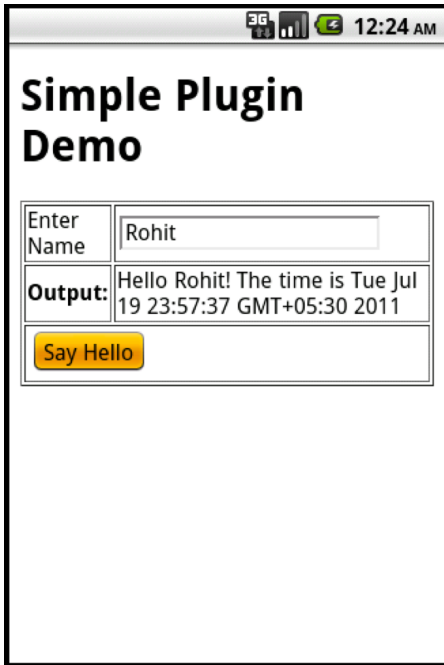 3G 12:24 AM
Simple Plugin
Demo
Enter
Name
Rohit
Output:
Hello Rohit! The time is Tue Jul
19 23:57:37 GMT+05:30 2011
Say Hello